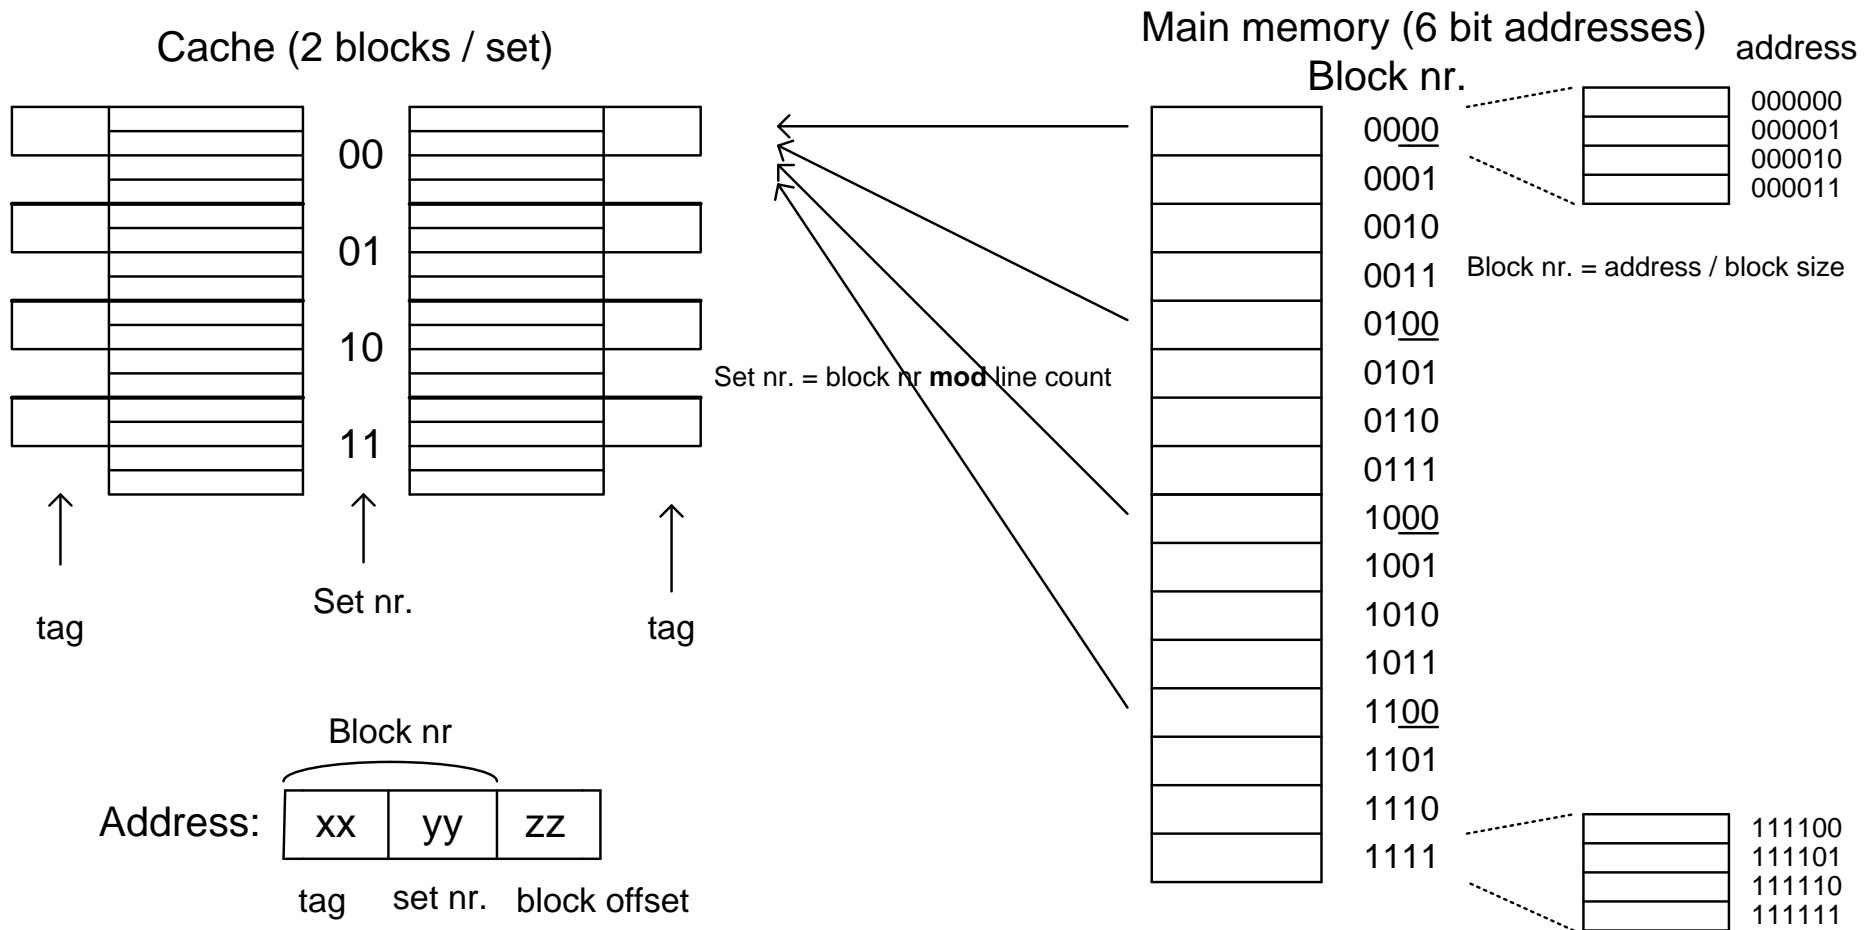 Cache (2 blocks / set)
00
01
10
11
tag
Set nr.
tag
Block nr
Address:
xx
yy
zz
tag
set nr.
block offset
Set nr. = block nr mod line count
Main memory (6 bit addresses)
Block nr.
0000
0001
0010
0011
0100
0101
0110
0111
1000
1001
1010
1011
1100
1101
1110
1111
address
000000
000001
000010
000011
Block nr. = address / block size
111100
111101
111110
111111